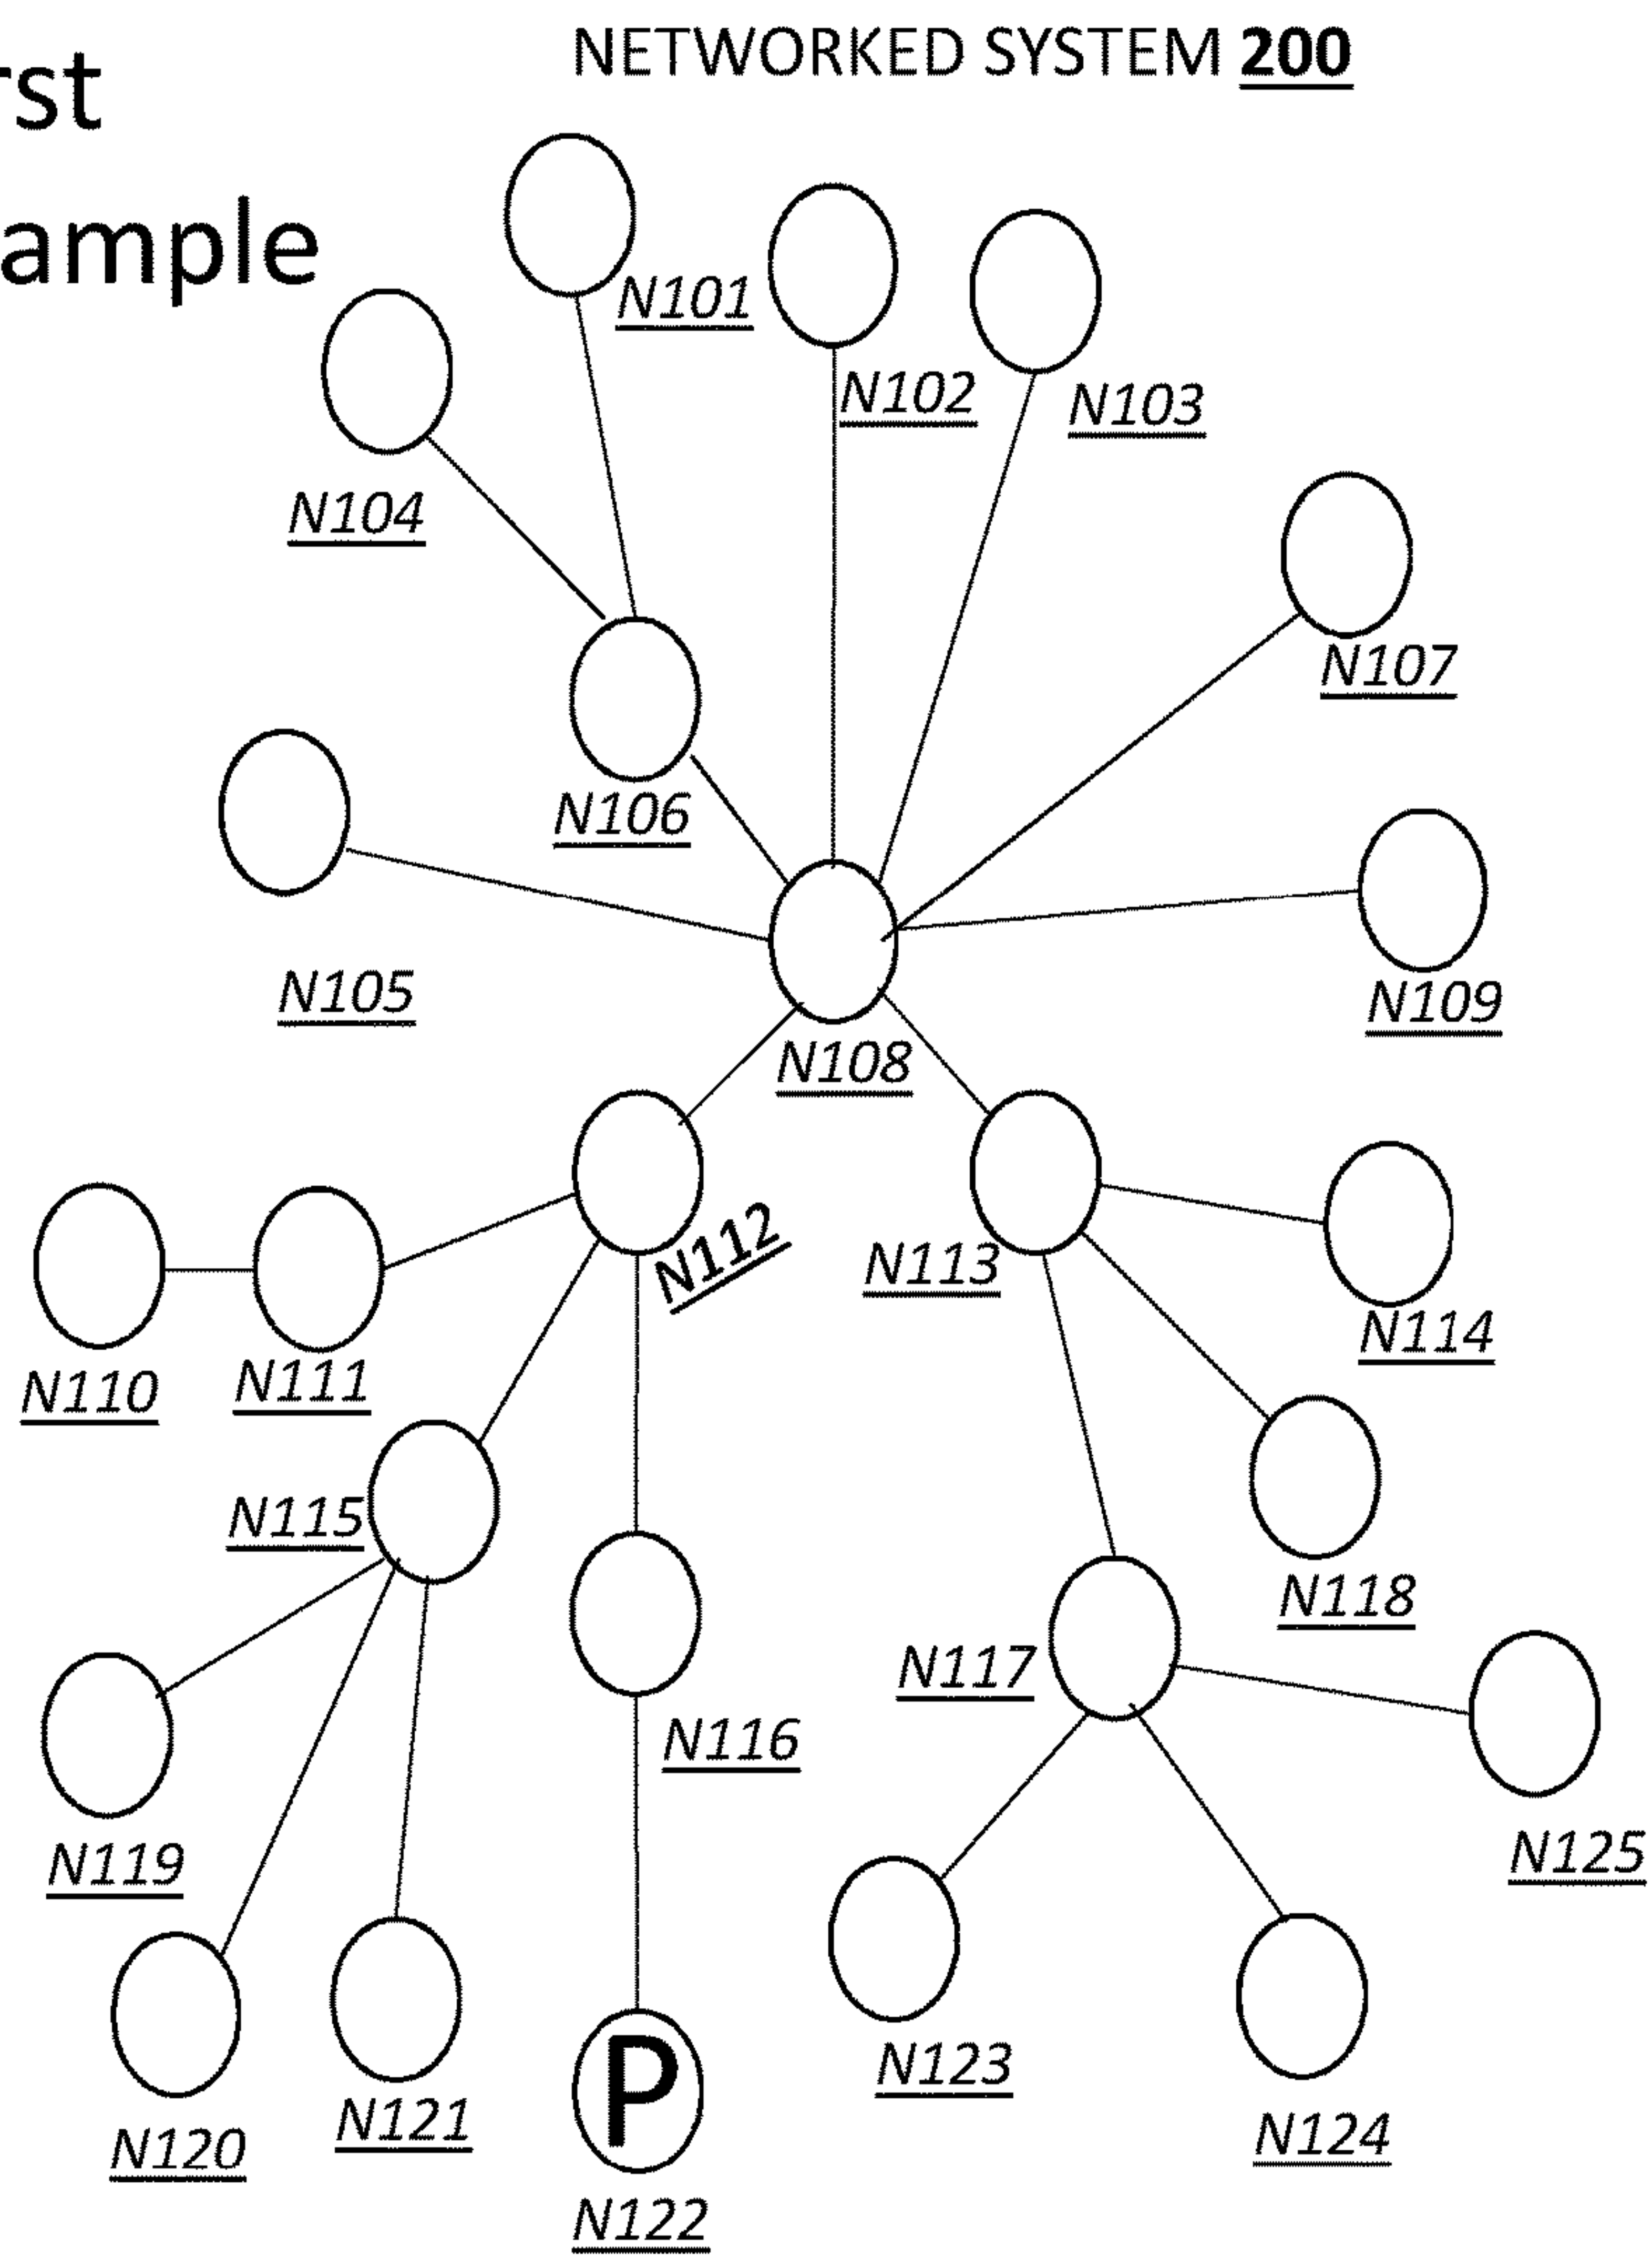 NETWORKED SYSTEM 200
rst
ample
N101
N102
N103
N104
N107
N106
N105
N109
N108
N112
N113
N114
N110
N111
N115
N118
N117
N116
N119
N125
N123
N121
N120
N124
P
N122